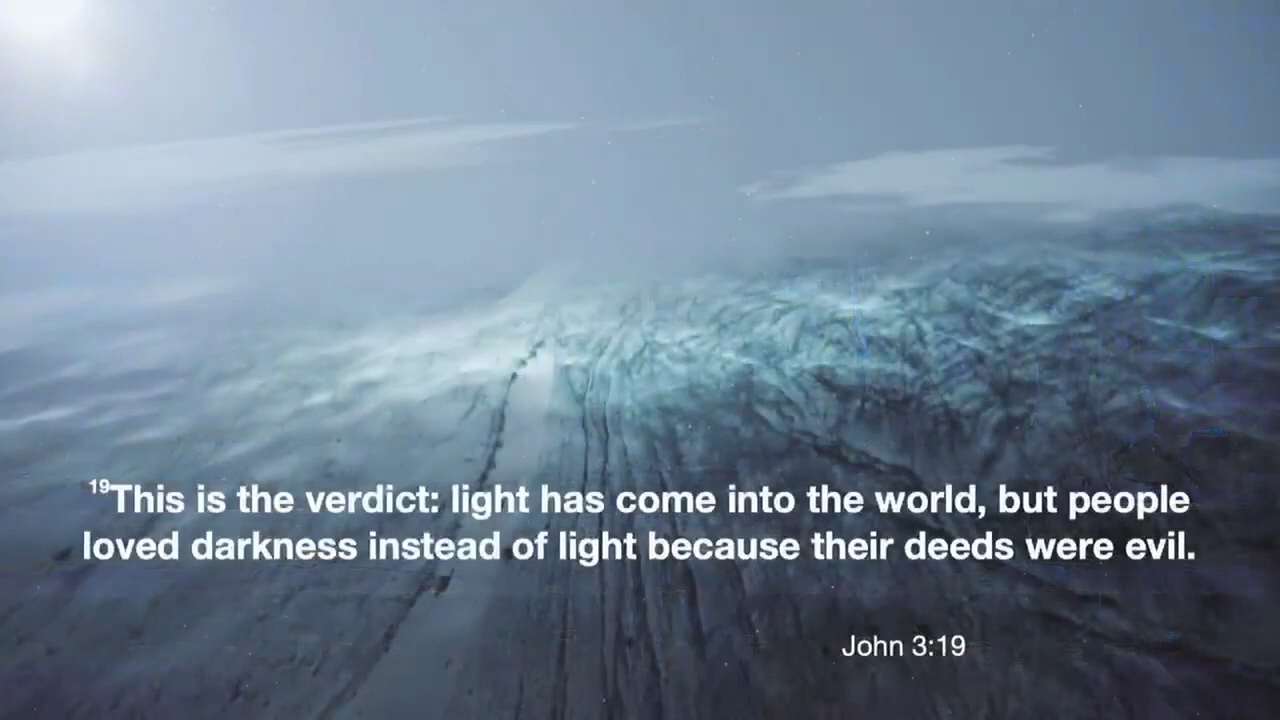 19This is the verdict: light has come into the world, but people
loved darkness instead of light because their deeds were evil.
John 3:19